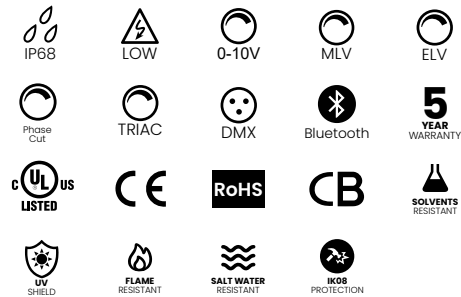 IP68
LOW
0-10V
MLV
ELV
Phase
Cut
TRIAC
DMX
Bluetooth
5
YEAR
WARRANTY
C UL US
LISTED
CE
RoHS
CB
SOLVENTS
RESISTANT
UV
SHIELD
FLAME
RESISTANT
SALT WATER
RESISTANT
IK08
PROTECTION